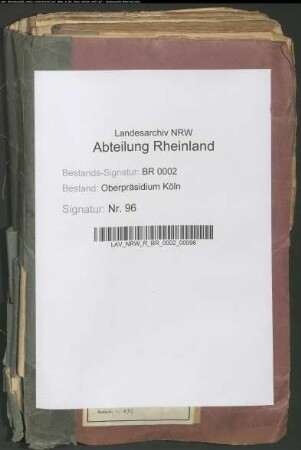 Landesarchiv NRW
Abteilung Rheinland
Bestands-Signatur: BR 0002
Bestand: Oberpräsidium Köln
Signatur: Nr. 96
LAV_NRW_R_BR_0002_00096